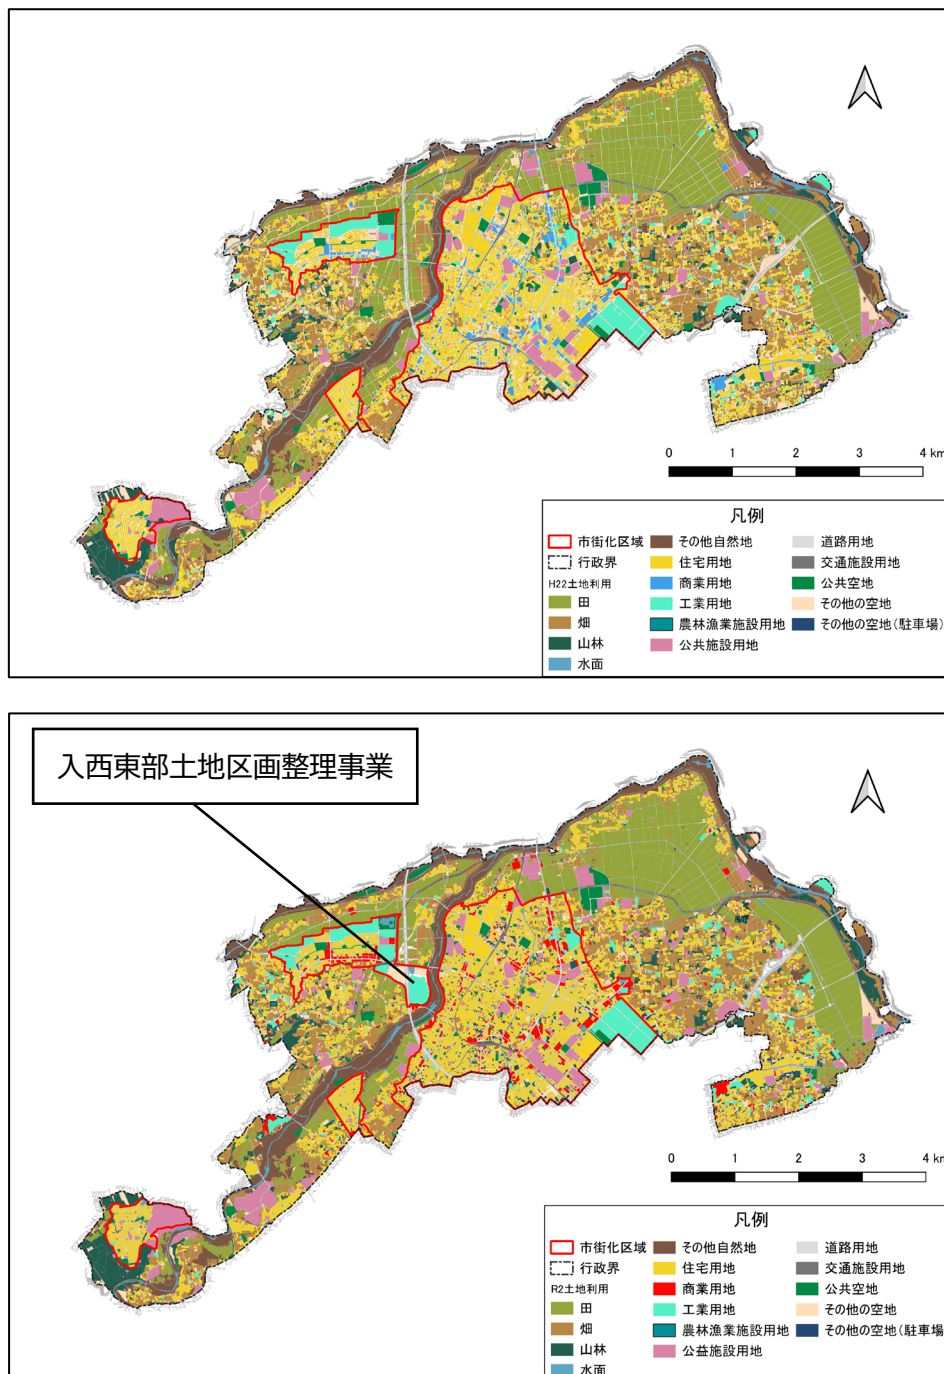 0 1 2 3 4 km
凡例
市街化区域 その他自然地 道路用地
行政界 住宅用地 交通施設用地
H22土地利用 商業用地 公共空地
田 工業用地 その他の空地
畑 農林漁業施設用地 その他の空地(駐車場)
山林 公共施設用地
水面
入西東部土地区画整理事業
0 1 2 3 4 km
凡例
市街化区域 その他自然地 道路用地
行政界 住宅用地 交通施設用地
R2土地利用 商業用地 公共空地
田 工業用地 その他の空地
畑 農林漁業施設用地 その他の空地(駐車場
山林 公益施設用地
水面